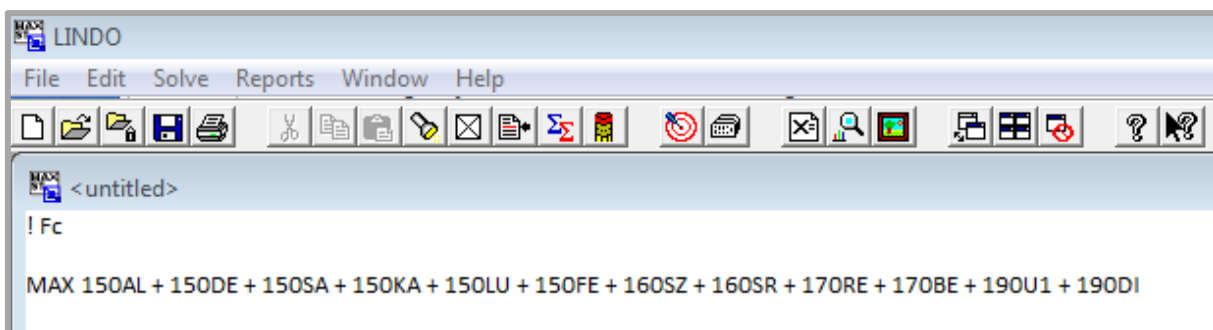 LINDO
File Edit Solve Reports Window Help
<untitled>
! Fc
MAX 150AL + 150DE + 150SA + 150KA + 150LU + 150FE + 160SZ + 160SR + 170RE + 170BE + 190U1 + 190DI